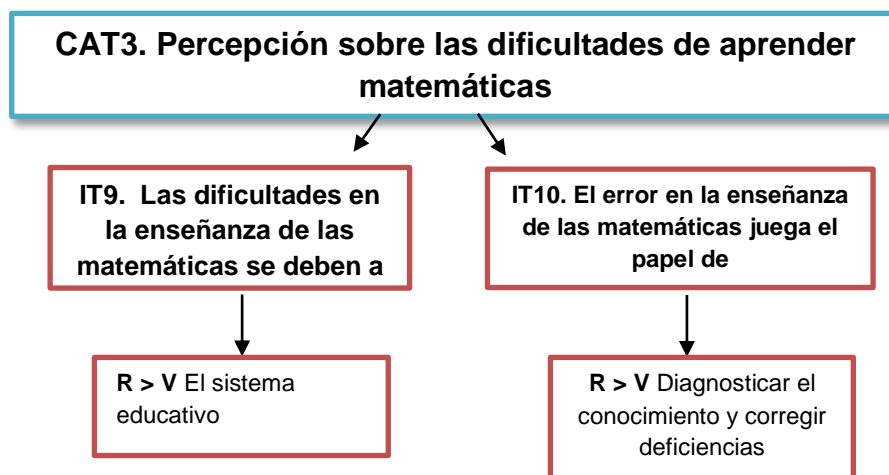 CAT3. Percepción sobre las dificultades de aprender
matemáticas
IT9. Las dificultades en
la enseñanza de las
matemáticas se deben a
IT10. El error en la enseñanza
de las matemáticas juega el
papel de
R > V El sistema
educativo
R > V Diagnosticar el
conocimiento y corregir
deficiencias